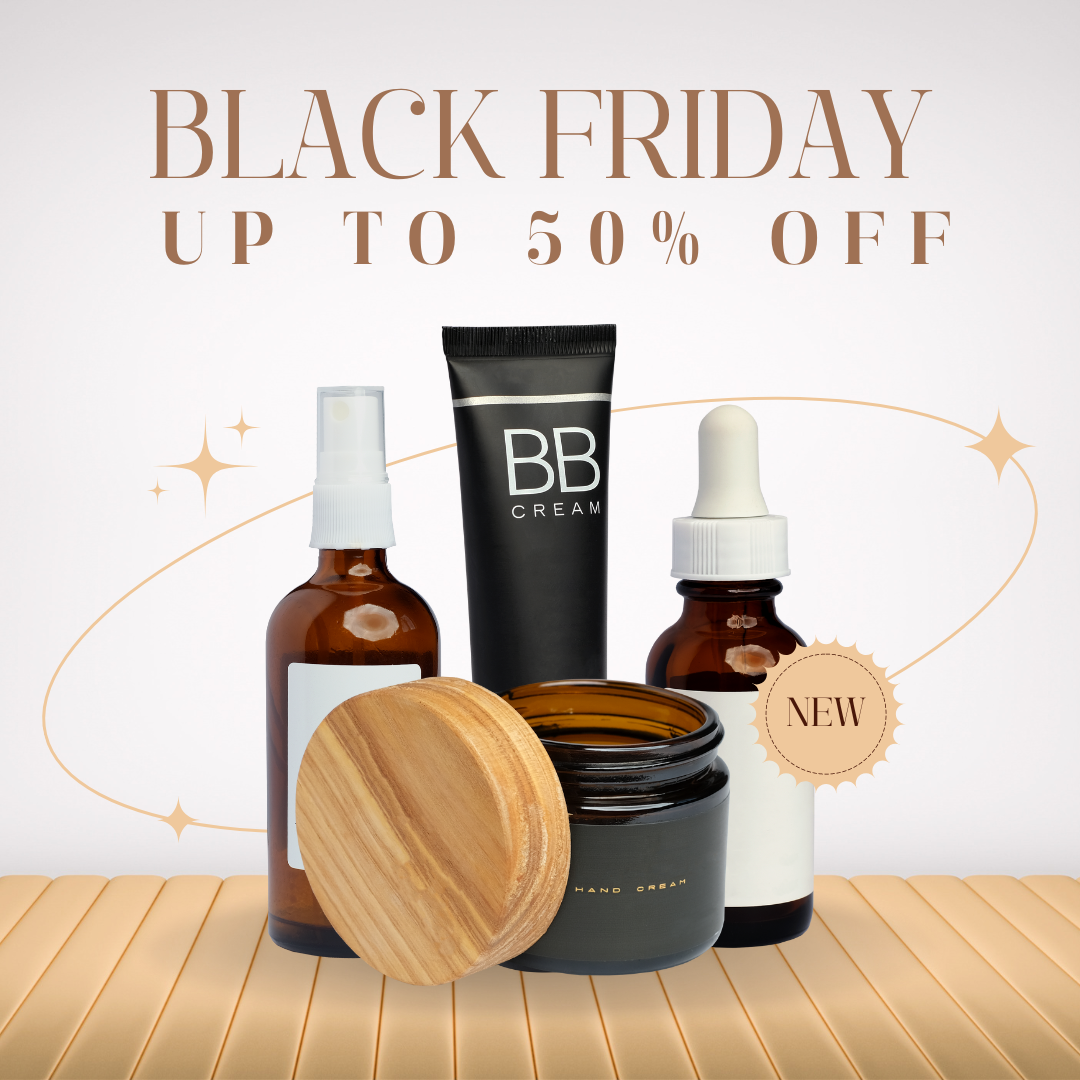 BLACK FRIDAY
UP TO 50% OFF
BB
CREAM
NEW
HAND CREAM